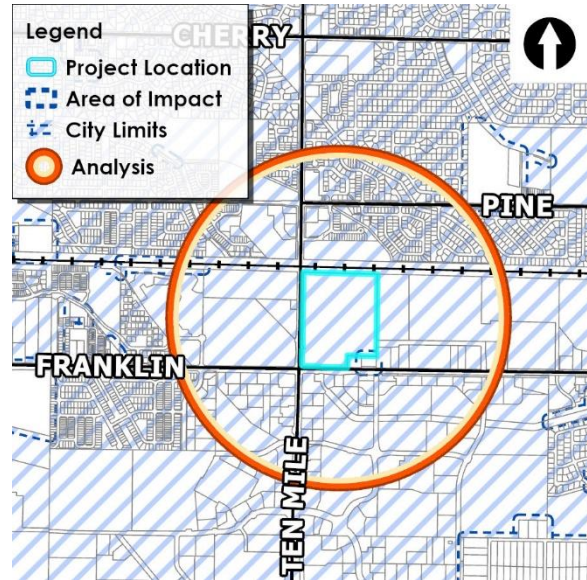 Legend
CHERRY
Project Location
Area of Impact
City Limits
Analysis
PINE
FRANKLIN
TEN MILE